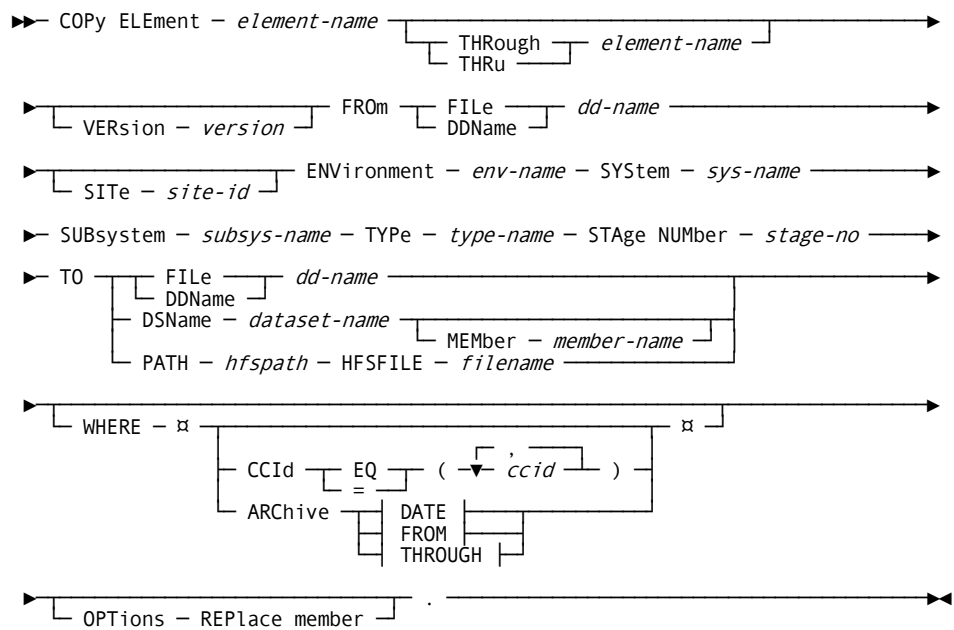 COPy ELEment – element-name
THRough element-name
THRu
VERsion – version FROm FILe dd-name
DDName
SITe – site-id ENVironment – env-name – SYStem – sys-name
SUBsystem – subsys-name – TYPe – type-name – STAge NUMber – stage-no
TO FILe dd-name
DDName
DSName – dataset-name
MEMber – member-name
PATH – hfspath – HFSFILE – filename
WHERE – ¤ ¤
,
CCId EQ ( ccid )
=
ARChive DATE
FROM
THROUGH
.
OPTions – REPlace member